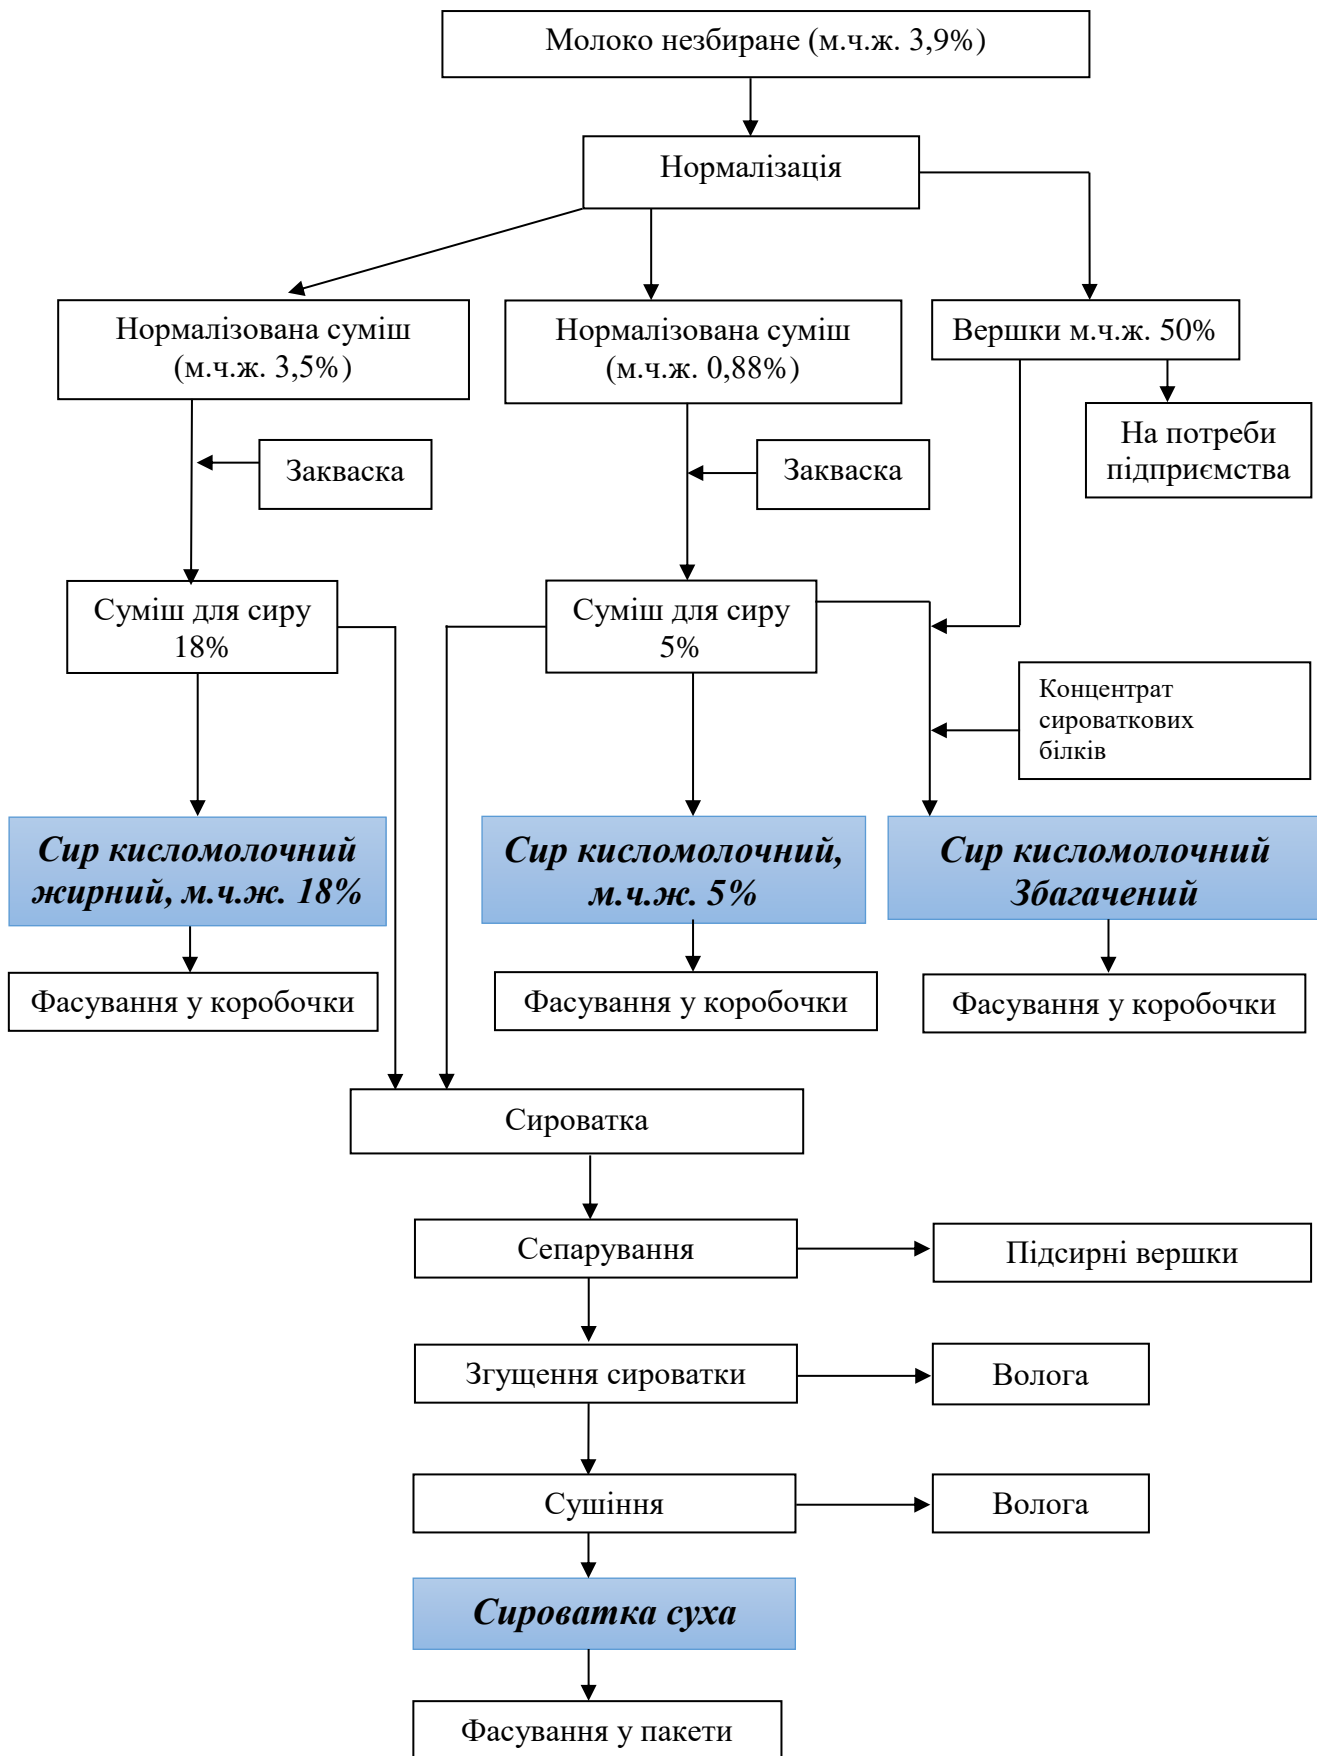 Молоко незбиране (м.ч.ж. 3,9%)
Нормалізація
Нормалізована суміш
(м.ч.ж. 3,5%)
Нормалізована суміш
(м.ч.ж. 0,88%)
Вершки м.ч.ж. 50%
На потреби
підприємства
Закваска
Закваска
Суміш для сиру
18%
Суміш для сиру
5%
Концентрат
сироваткових
білків
Сир кисломолочний
жирний, м.ч.ж. 18%
Сир кисломолочний,
м.ч.ж. 5%
Сир кисломолочний
Збагачений
Фасування у коробочки
Фасування у коробочки
Фасування у коробочки
Сироватка
Сепарування
Підсирні вершки
Згущення сироватки
Волога
Сушіння
Волога
Сироватка суха
Фасування у пакети